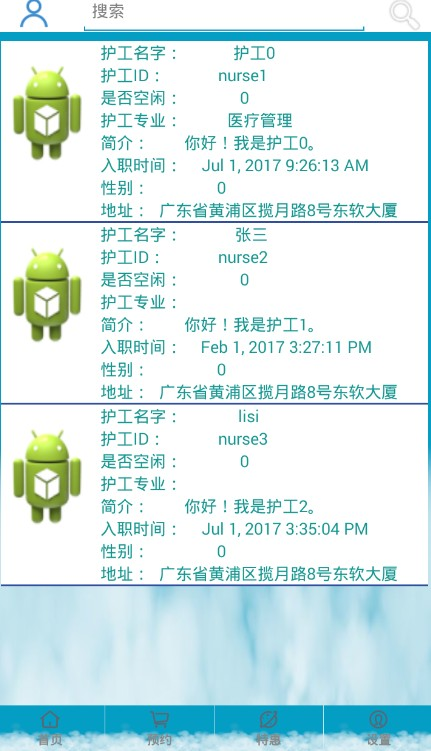 搜索
护工名字： 护工0
护工ID： nurse1
是否空闲： 0
护工专业： 医疗管理
简介： 你好！我是护工0。
入职时间： Jul 1, 2017 9:26:13 AM
性别： 0
地址： 广东省黄浦区揽月路8号东软大厦
护工名字： 张三
护工ID： nurse2
是否空闲： 0
护工专业：
简介： 你好！我是护工1。
入职时间： Feb 1, 2017 3:27:11 PM
性别： 0
地址： 广东省黄浦区揽月路8号东软大厦
护工名字： lisi
护工ID： nurse3
是否空闲： 0
护工专业：
简介： 你好！我是护工2。
入职时间： Jul 1, 2017 3:35:04 PM
性别： 0
地址： 广东省黄浦区揽月路8号东软大厦
首页 预约 特惠 设置